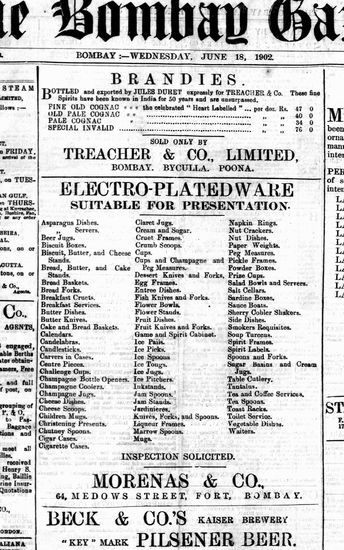 he Bombay Ga
BOMBAY :—WEDNESDAY, JUNE 18, 1902.
BRANDIES.
BOTTLED and exported by JULES DURET expressly for TREACHER & Co. These fine
Spirits have been known in India for 50 years and are unsurpassed.
FINE OLD COGNAC the celebrated "Heart Labelled" ... per doz. Rs. 47 0
OLD PALE COGNAC ,, ,, 40 0
PALE COGNAC ,, ,, 34 0
SPECIAL INVALID ,, ,, 76 0
SOLD ONLY BY
TREACHER & CO., LIMITED,
BOMBAY. BYCULLA. POONA.
ELECTRO-PLATEDWARE
SUITABLE FOR PRESENTATION.
Asparagus Dishes.
,, Servers.
Beer Jugs.
Biscuit Boxes.
Biscuit, Butter, and Cheese
Stands.
Bread, Butter, and Cake
Stands.
Bread Baskets.
Bread Forks.
Breakfast Cruets.
Breakfast Services.
Butter Dishes.
Butter Knives.
Cake and Bread Baskets.
Calendars.
Candelabras.
Candlesticks.
Carvers in Cases.
Centre Pieces.
Challenge Cups.
Champagne Bottle Openers.
Champagne Coolers.
Champagne Jugs.
Cheese Dishes.
Cheese Scoops.
Children Mugs.
Christening Presents.
Chutney Spoons.
Cigar Cases.
Cigarette Cases.
Claret Jugs.
Cream and Sugar.
Cruet Frames.
Crumb Scoops.
Cups.
Cups and Champagne and
Peg Measures.
Dessert Knives and Forks,
Egg Frames.
Entree Dishes.
Fish Knives and Forks.
Flower Bowls.
Flower Stands.
Fruit Dishes.
Fruit Knives and Forks.
Game and Spirit Cabinet.
Ice Pails.
Ice Picks.
Ice Spoons.
Ice Tongs.
Ice Jugs.
Ice Pitchers.
Inkstands.
Jam Spoons.
Jam Stands.
Jardinieres.
Knives, Forks, and Spoons.
Liqueur Frames.
Marrow Spoons.
Mugs.
Napkin Rings.
Nut Crackers.
Nut Dishes.
Paper Weights.
Peg Measures.
Pickle Frames.
Powder Boxes.
Prize Cups.
Salad Bowls and Servers.
Salt Cellars.
Sardine Boxes.
Sauce Boats.
Sherry Cobler Shakers.
Side Dishes.
Smokers Requisites.
Soup Tureens.
Spirit Frames.
Spirit Labels.
Spoons and Forks.
Sugar Basins and Cream
Jugs.
Table Cutlery.
Tantalus.
Tea and Coffee Services.
Tea Spoons.
Toast Racks.
Toilet Service.
Vegetable Dishes.
Waiters.
INSPECTION SOLICITED.
MORENAS & CO.,
64, MEDOWS STREET, FORT, BOMBAY.
BECK & CO.'S KAISER BREWERY
"KEY" MARK PILSENER BEER.